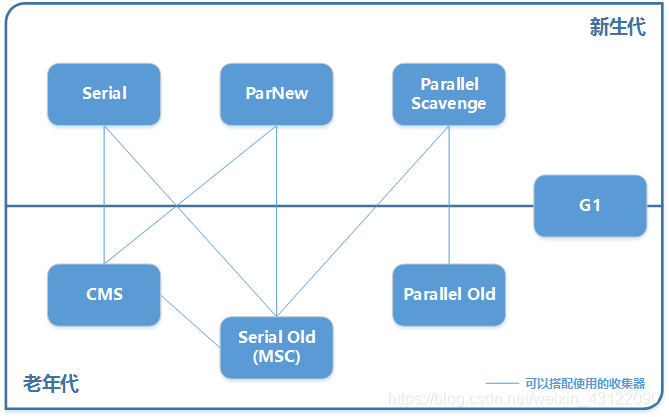 新生代
Serial
ParNew
Parallel
Scavenge
G1
CMS
Serial Old
(MSC)
Parallel Old
老年代
可以搭配使用的收集器
https://blog.csdn.net/weixin_43122090